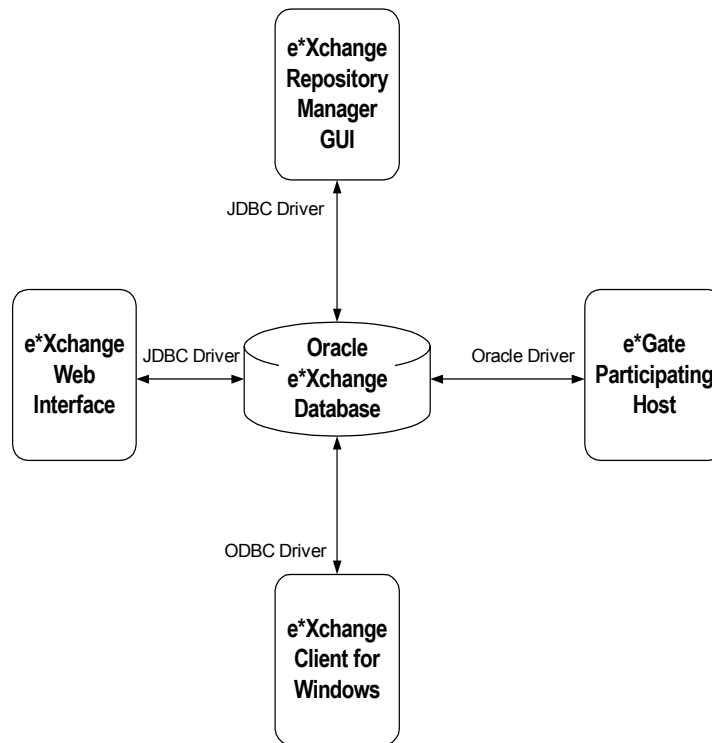 e*Xchange
Repository
Manager
GUI
JDBC Driver
e*Xchange
Web
Interface
JDBC Driver
Oracle
e*Xchange
Database
Oracle Driver
e*Gate
Participating
Host
ODBC Driver
e*Xchange
Client for
Windows